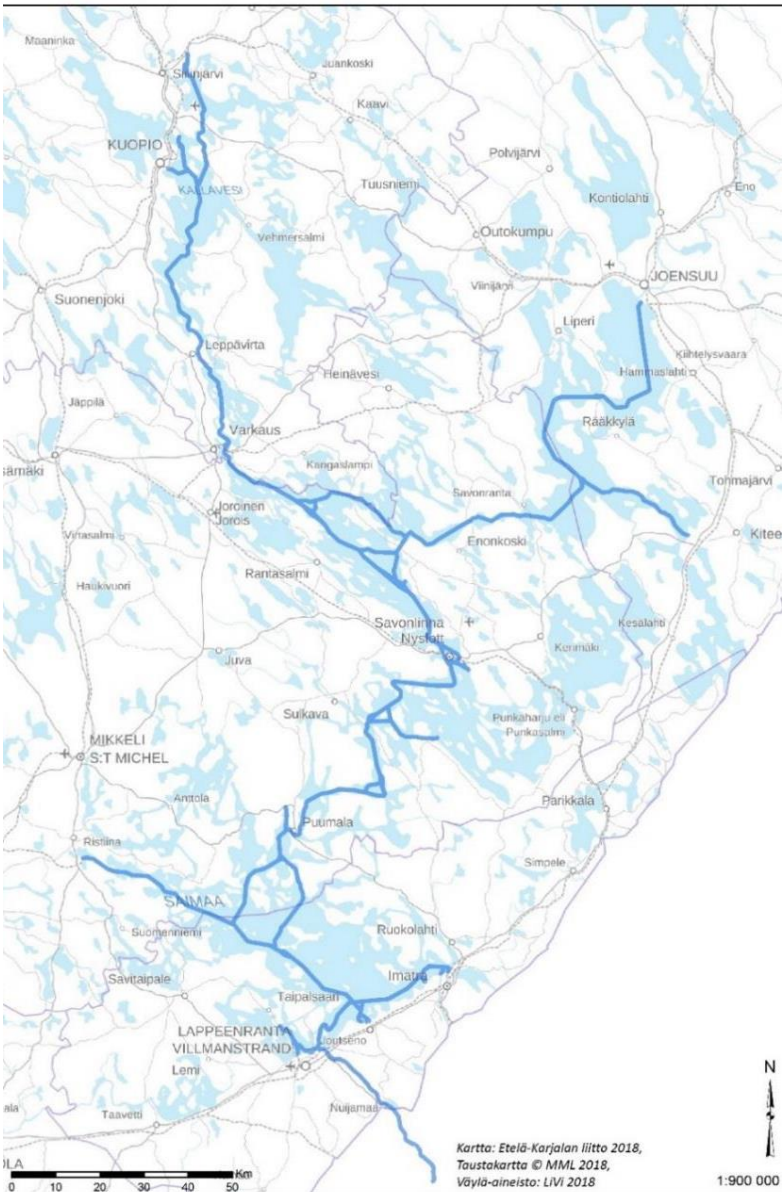 Maaninka
Siilinjärvi
Juankoski
Kaavi
KUOPIO
Polvijärvi
KALLAVESI
Tuusniemi
Kontiolahti
Eno
Vehmersalmi
Outokumpu
JOENSUU
Viinijärvi
Suonenjoki
Liperi
Leppävirta
Kiihtelysvaara
Heinävesi
Hammaslahti
Jäppilä
Rääkkylä
Varkaus
Kangaslampi
sämäki
Tohmajärvi
Savonranta
Joroinen
Jorois
Virtasalmi
Enonkoski
Kitee
Rantasalmi
Haukivuori
Savonlinna
Nyslott
Kerimäki
Kesälahti
Juva
Sulkava
Punkaharju eli
Punkasalmi
MIKKELI
S:T MICHEL
Anttola
Parikkala
Puumala
Ristiina
Simpele
SAIMAA
Suomenniemi
Ruokolahti
Savitaipale
Imatra
Taipalsaari
LAPPEENRANTA
VILLMANSTRAND
Joutseno
Lemi
Nuijamaa
ala
Taavetti
N
OLA
Km
0 10 20 30 40 50
Kartta: Etelä-Karjalan liitto 2018,
Taustakartta © MML 2018,
Väylä-aineisto: LiVi 2018
1:900 000